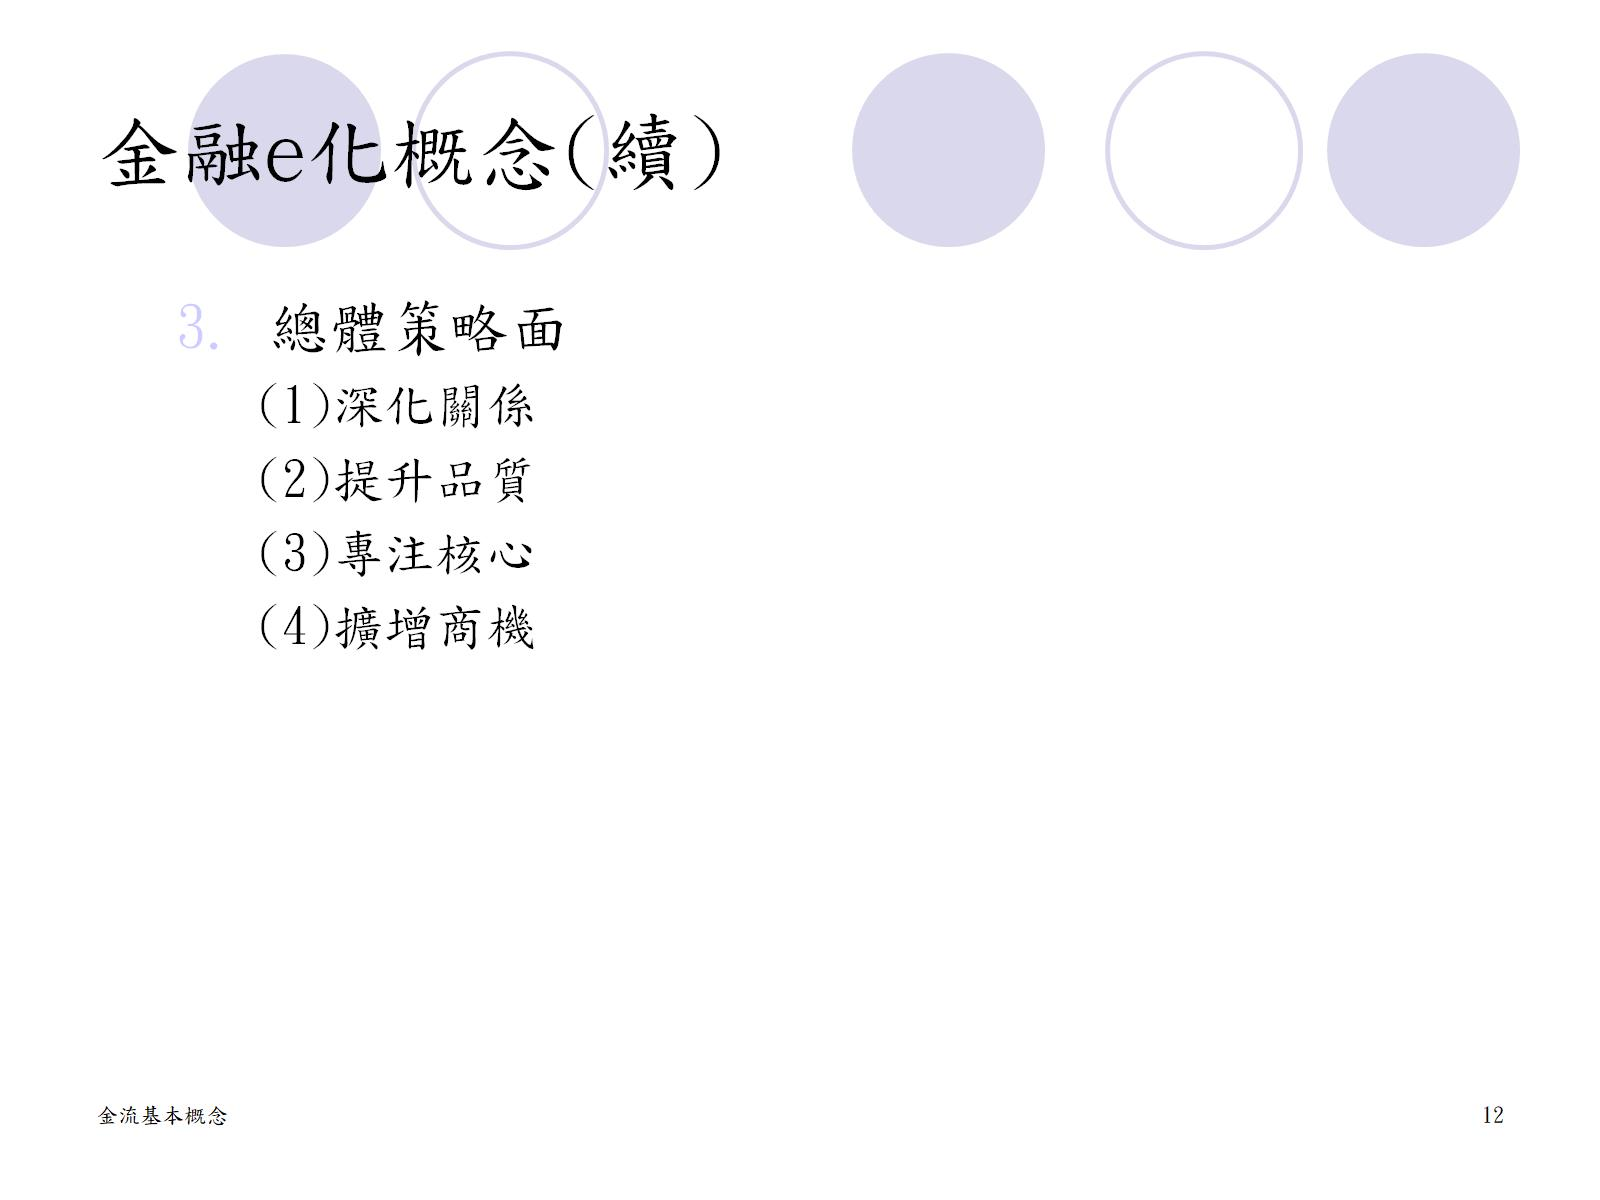 金融e化概念(續)
3. 總體策略面
(1)深化關係
(2)提升品質
(3)專注核心
(4)擴增商機
金流基本概念
12